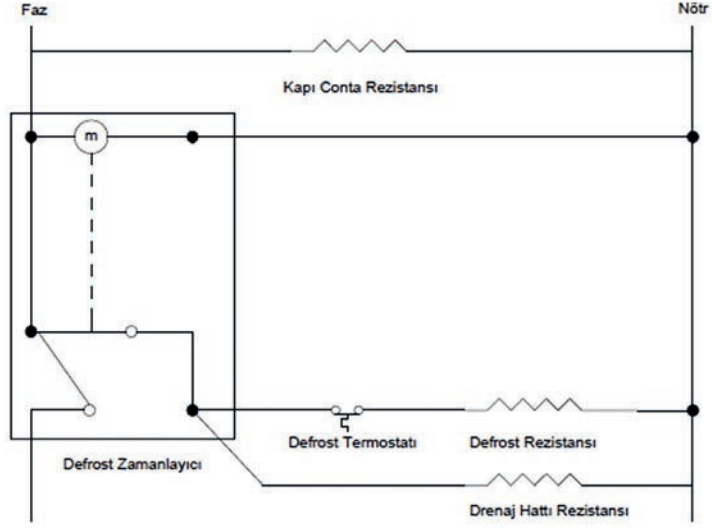 Faz
Nötr
Kapı Conta Rezistansı
m
Defrost Termostatı
Defrost Rezistansı
Defrost Zamanlayıcı
Drenaj Hattı Rezistansı